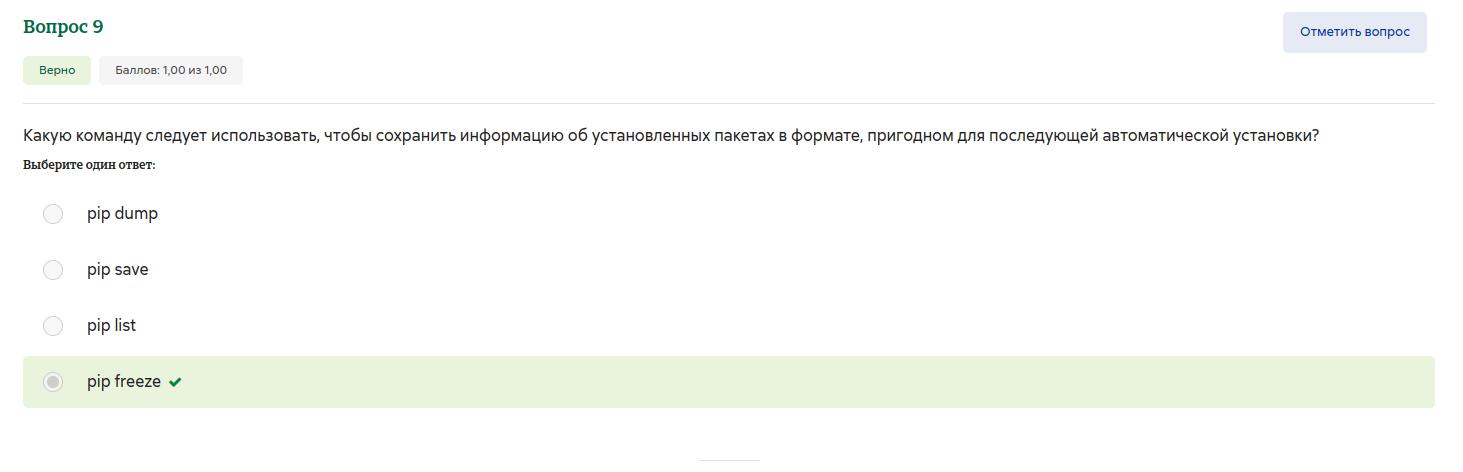 Вопрос 9
Отметить вопрос
Верно
Баллов: 1,00 из 1,00
Какую команду следует использовать, чтобы сохранить информацию об установленных пакетах в формате, пригодном для последующей автоматической установки?
Выберите один ответ:
pip dump
pip save
pip list
pip freeze